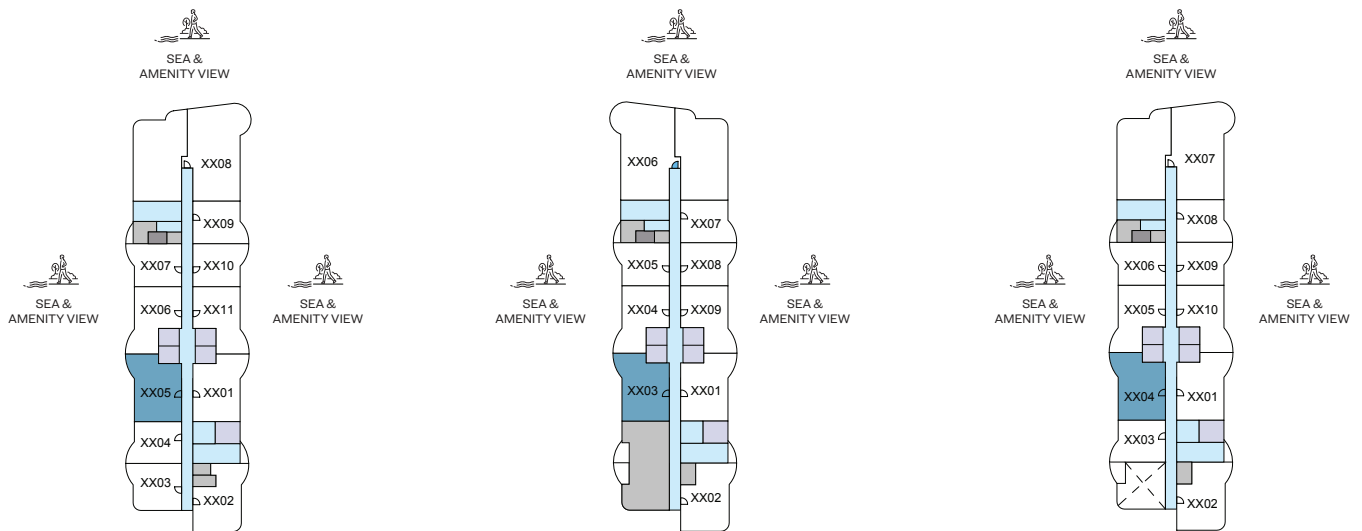 SEA &
AMENITY VIEW
XX08
XX09
XX07
XX10
SEA &
AMENITY VIEW
SEA &
AMENITY VIEW
XX06
XX11
XX05
XX01
XX04
XX03
XX02
SEA &
AMENITY VIEW
XX06
XX07
XX05
XX08
SEA &
AMENITY VIEW
SEA &
AMENITY VIEW
XX04
XX09
XX03
XX01
XX02
SEA &
AMENITY VIEW
XX07
XX08
XX06
XX09
SEA &
AMENITY VIEW
SEA &
AMENITY VIEW
XX05
XX10
XX04
XX01
XX03
XX02